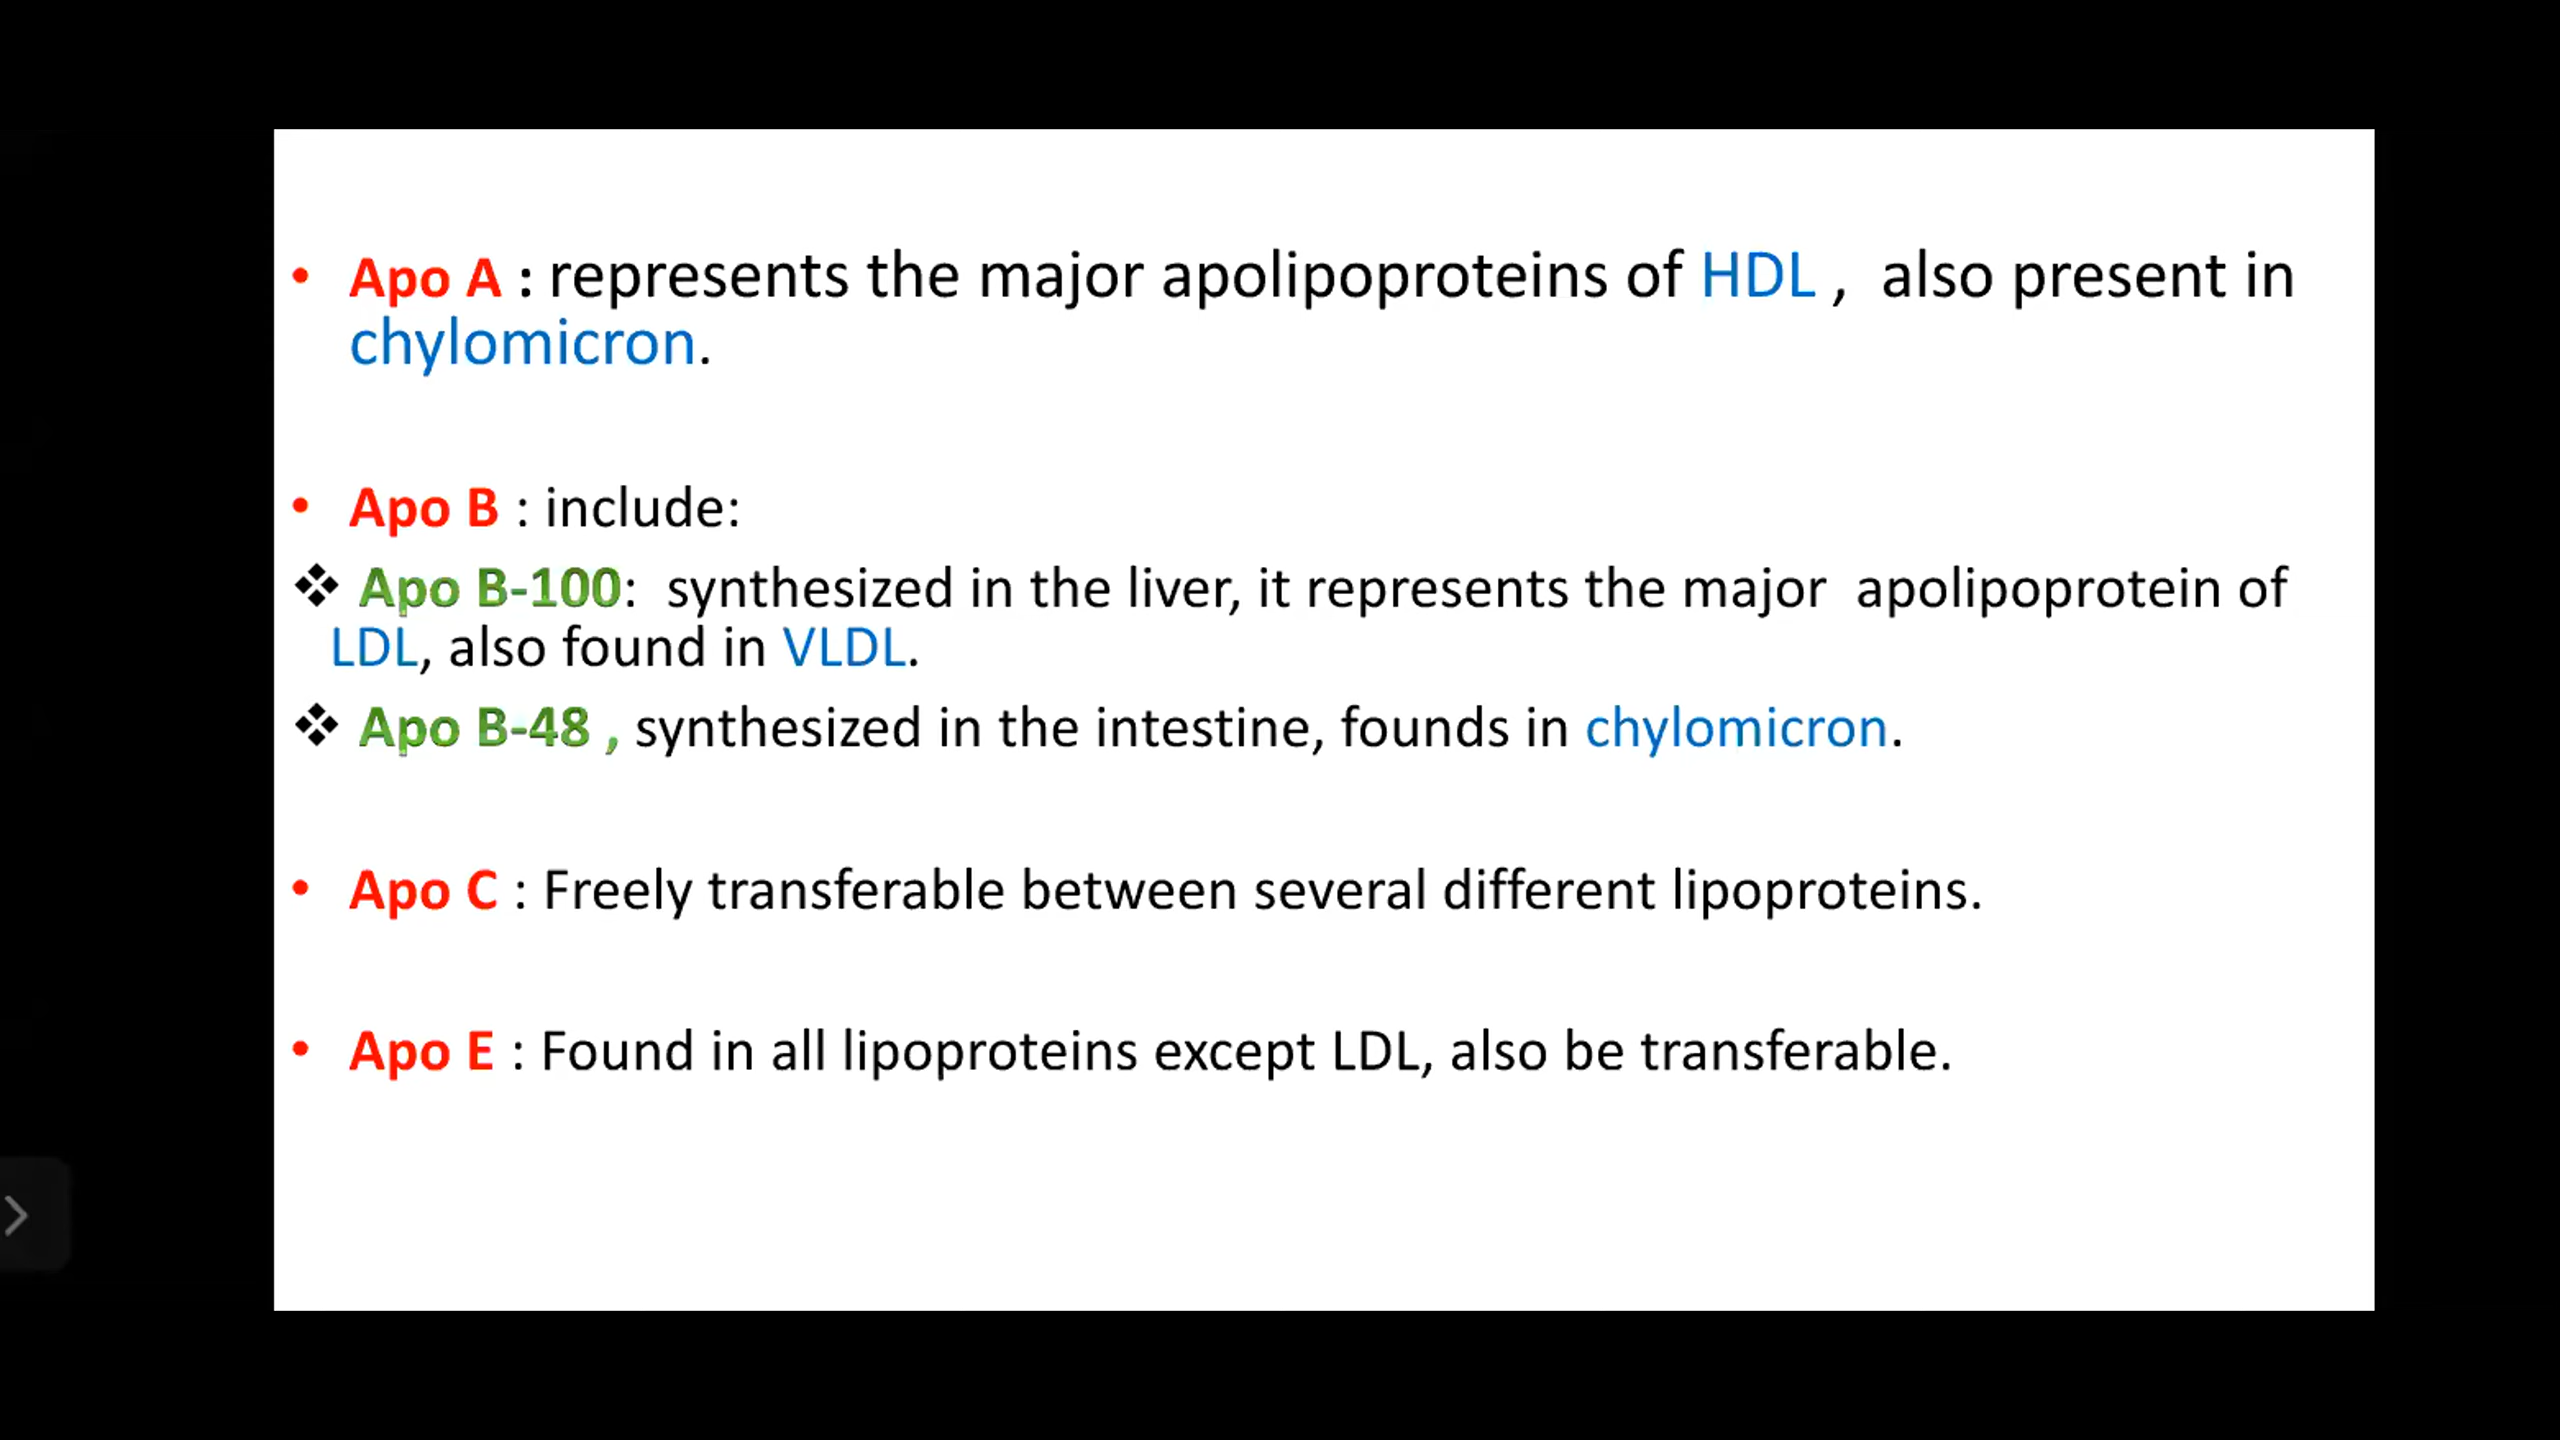 • Apo A : represents the major apolipoproteins of HDL , also present in
chylomicron.
• Apo B : include:
❖ Apo B-100: synthesized in the liver, it represents the major apolipoprotein of
LDL, also found in VLDL.
❖ Apo B-48 , synthesized in the intestine, founds in chylomicron.
• Apo C : Freely transferable between several different lipoproteins.
• Apo E : Found in all lipoproteins except LDL, also be transferable.